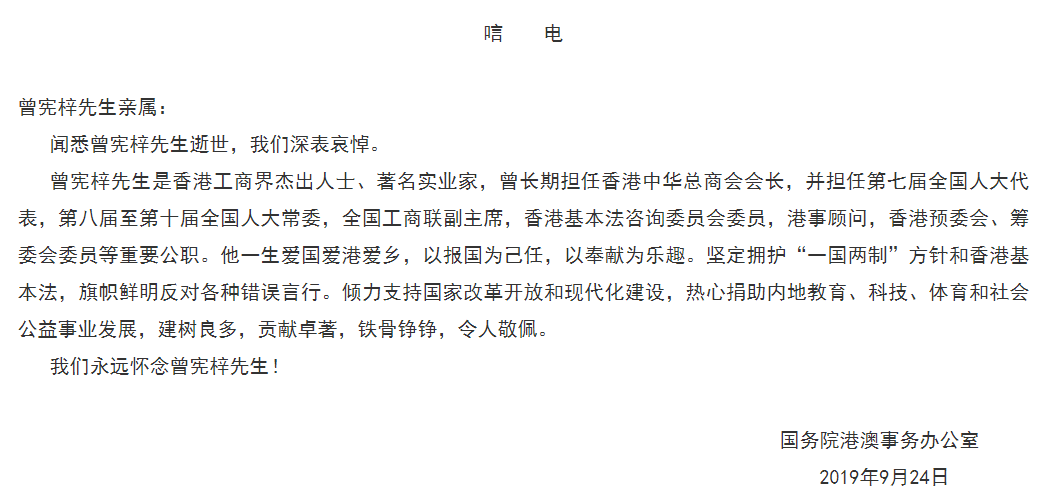 唁　　电
曾宪梓先生亲属：
闻悉曾宪梓先生逝世，我们深表哀悼。
曾宪梓先生是香港工商界杰出人士、著名实业家，曾长期担任香港中华总商会会长，并担任第七届全国人大代
表，第八届至第十届全国人大常委，全国工商联副主席，香港基本法咨询委员会委员，港事顾问，香港预委会、筹
委会委员等重要公职。他一生爱国爱港爱乡，以报国为己任，以奉献为乐趣。坚定拥护“一国两制”方针和香港基
本法，旗帜鲜明反对各种错误言行。倾力支持国家改革开放和现代化建设，热心捐助内地教育、科技、体育和社会
公益事业发展，建树良多，贡献卓著，铁骨铮铮，令人敬佩。
我们永远怀念曾宪梓先生！
国务院港澳事务办公室
2019年9月24日